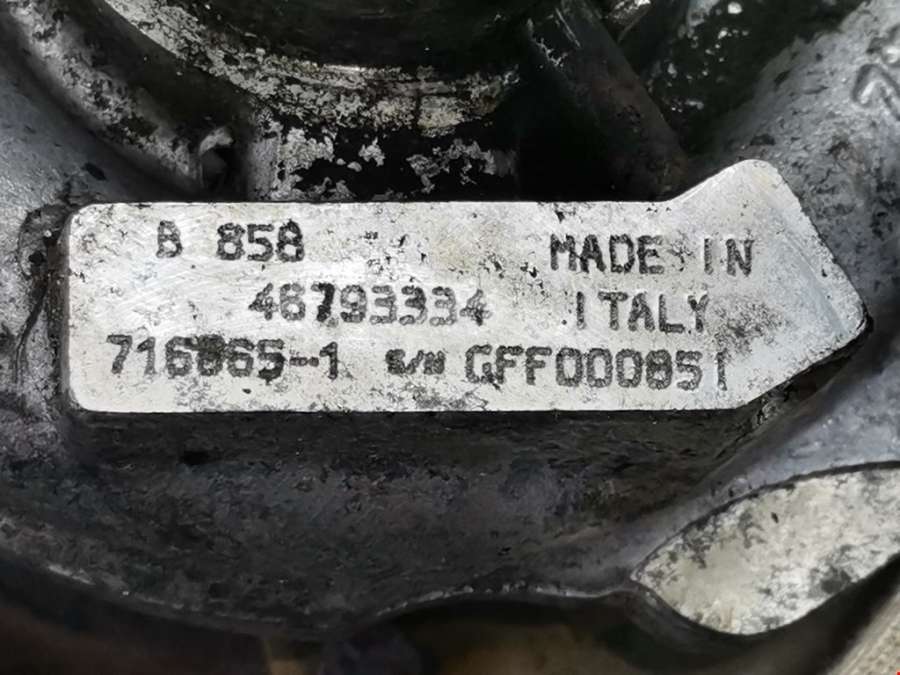 B 858 MADE IN
46793334 ITALY
716665-1 S/N GFF000851